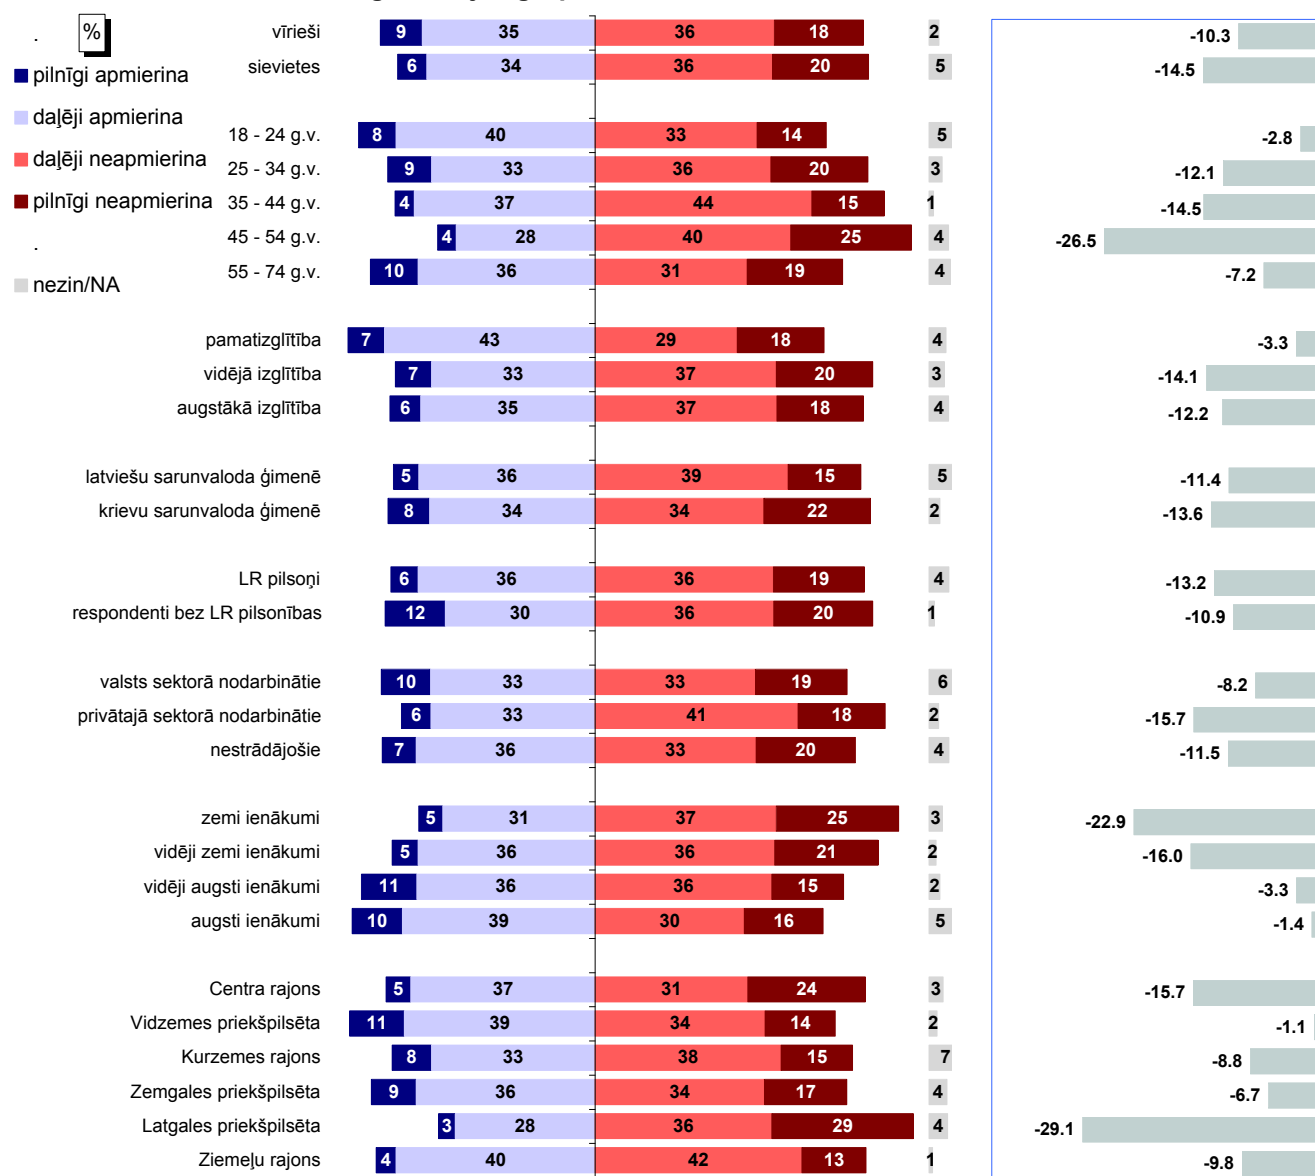 . %
pilnīgi apmierina
daļēji apmierina
daļēji neapmierina
pilnīgi neapmierina
.
nezin/NA
vīrieši 9 35 36 18 2 -10.3
sievietes 6 34 36 20 5 -14.5
18 - 24 g.v. 8 40 33 14 5 -2.8
25 - 34 g.v. 9 33 36 20 3 -12.1
35 - 44 g.v. 4 37 44 15 1 -14.5
45 - 54 g.v. 4 28 40 25 4 -26.5
55 - 74 g.v. 10 36 31 19 4 -7.2
pamatizglītība 7 43 29 18 4 -3.3
vidējā izglītība 7 33 37 20 3 -14.1
augstākā izglītība 6 35 37 18 4 -12.2
latviešu sarunvaloda ģimenē 5 36 39 15 5 -11.4
krievu sarunvaloda ģimenē 8 34 34 22 2 -13.6
LR pilsoņi 6 36 36 19 4 -13.2
respondenti bez LR pilsonības 12 30 36 20 1 -10.9
valsts sektorā nodarbinātie 10 33 33 19 6 -8.2
privātajā sektorā nodarbinātie 6 33 41 18 2 -15.7
nestrādājošie 7 36 33 20 4 -11.5
zemi ienākumi 5 31 37 25 3 -22.9
vidēji zemi ienākumi 5 36 36 21 2 -16.0
vidēji augsti ienākumi 11 36 36 15 2 -3.3
augsti ienākumi 10 39 30 16 5 -1.4
Centra rajons 5 37 31 24 3 -15.7
Vidzemes priekšpilsēta 11 39 34 14 2 -1.1
Kurzemes rajons 8 33 38 15 7 -8.8
Zemgales priekšpilsēta 9 36 34 17 4 -6.7
Latgales priekšpilsēta 3 28 36 29 4 -29.1
Ziemeļu rajons 4 40 42 13 1 -9.8